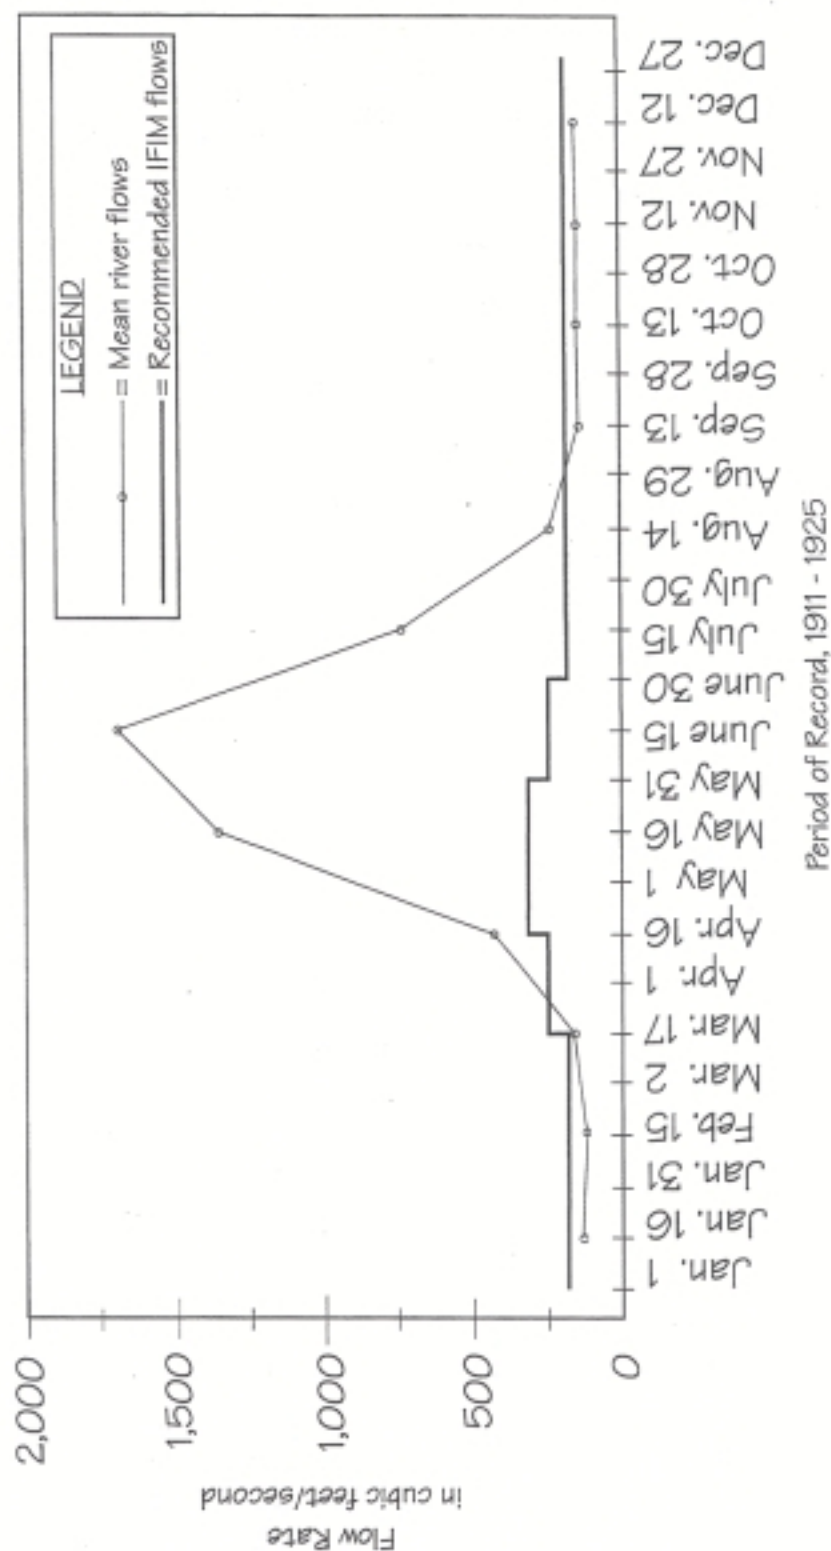 LEGEND
= Mean river flows
= Recommended IFIM flows
Flow Rate
in cubic feet/second
2,000
1,500
1,000
500
0
Jan. 1
Jan. 16
Jan. 31
Feb. 15
Mar. 2
Mar. 17
Apr. 1
Apr. 16
May 1
May 16
May 31
June 15
June 30
July 15
July 30
Aug. 14
Aug. 29
Sep. 13
Sep. 28
Oct. 13
Oct. 28
Nov. 12
Nov. 27
Dec. 12
Dec. 27
Period of Record, 1911 - 1925